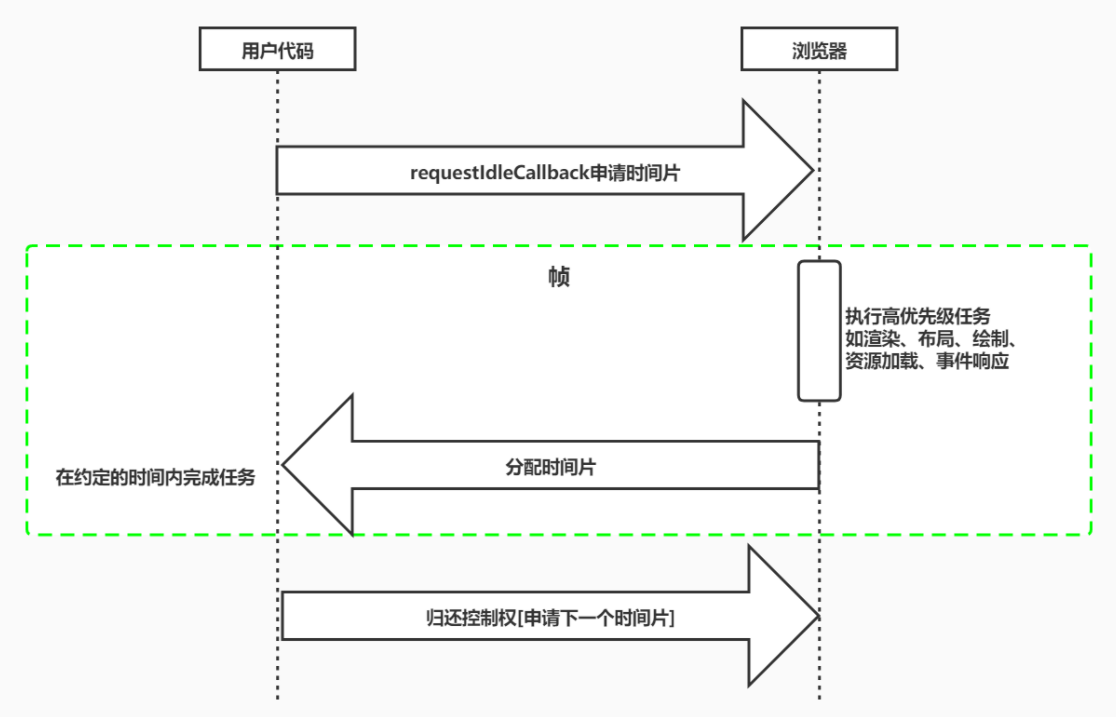 用户代码
浏览器
requestIdleCallback申请时间片
帧
执行高优先级任务
如渲染、布局、绘制、
资源加载、事件响应
分配时间片
在约定的时间内完成任务
归还控制权[申请下一个时间片]